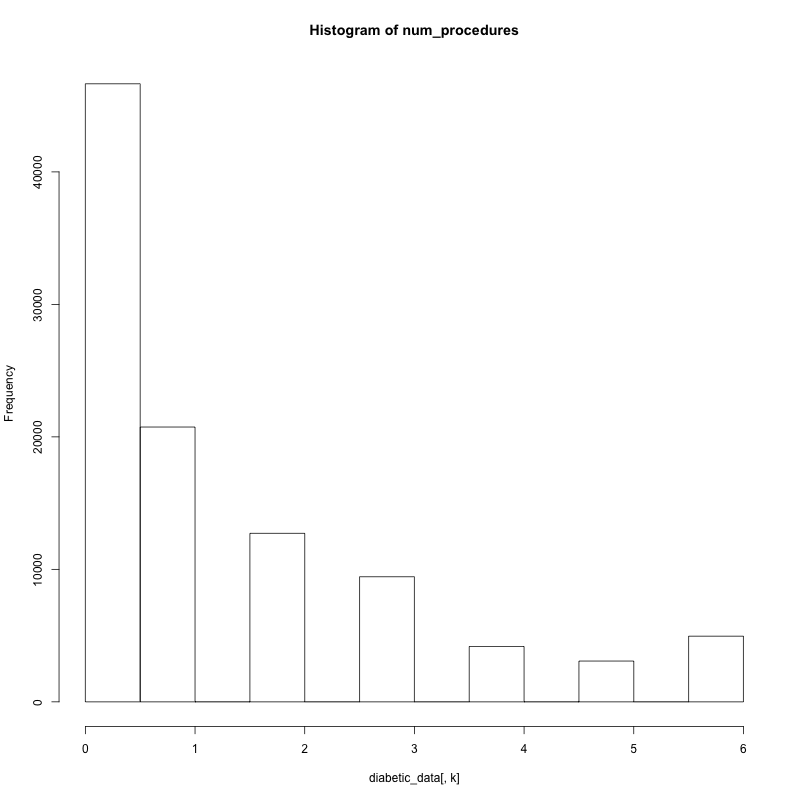 Histogram of num_procedures
Frequency
40000
30000
20000
10000
0
0 1 2 3 4 5 6
diabetic_data[, k]